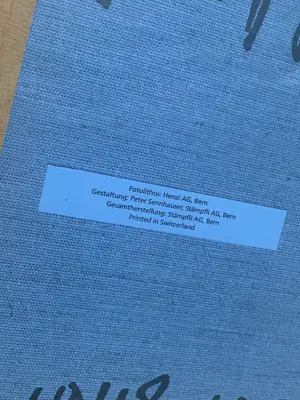 Fotolithos: Henzi AG, Bern
Gestaltung: Peter Sennhauser, Stämpfli AG, Bern
Gesamtherstellung: Stämpfli AG, Bern
Printed in Switzerland